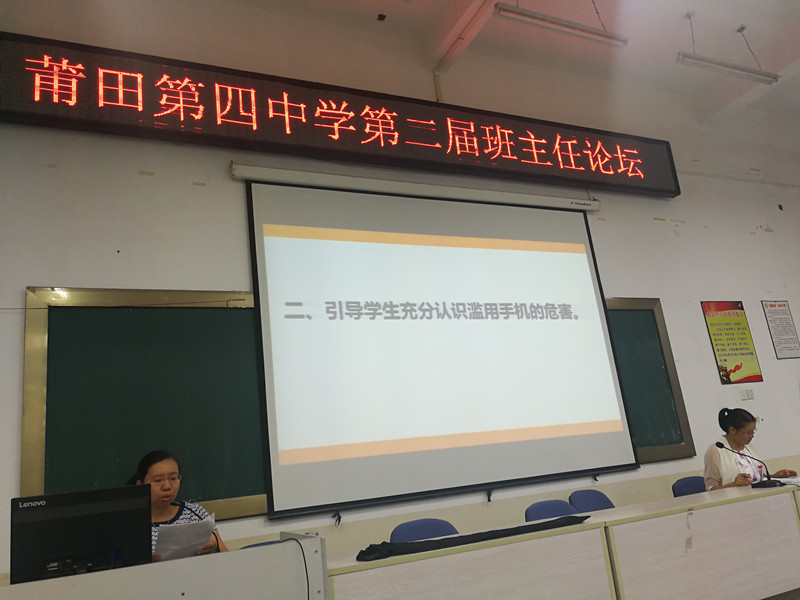 莆田第四中学第二届班主任论坛
二、引导学生充分认识滥用手机的危害。
Lenovo